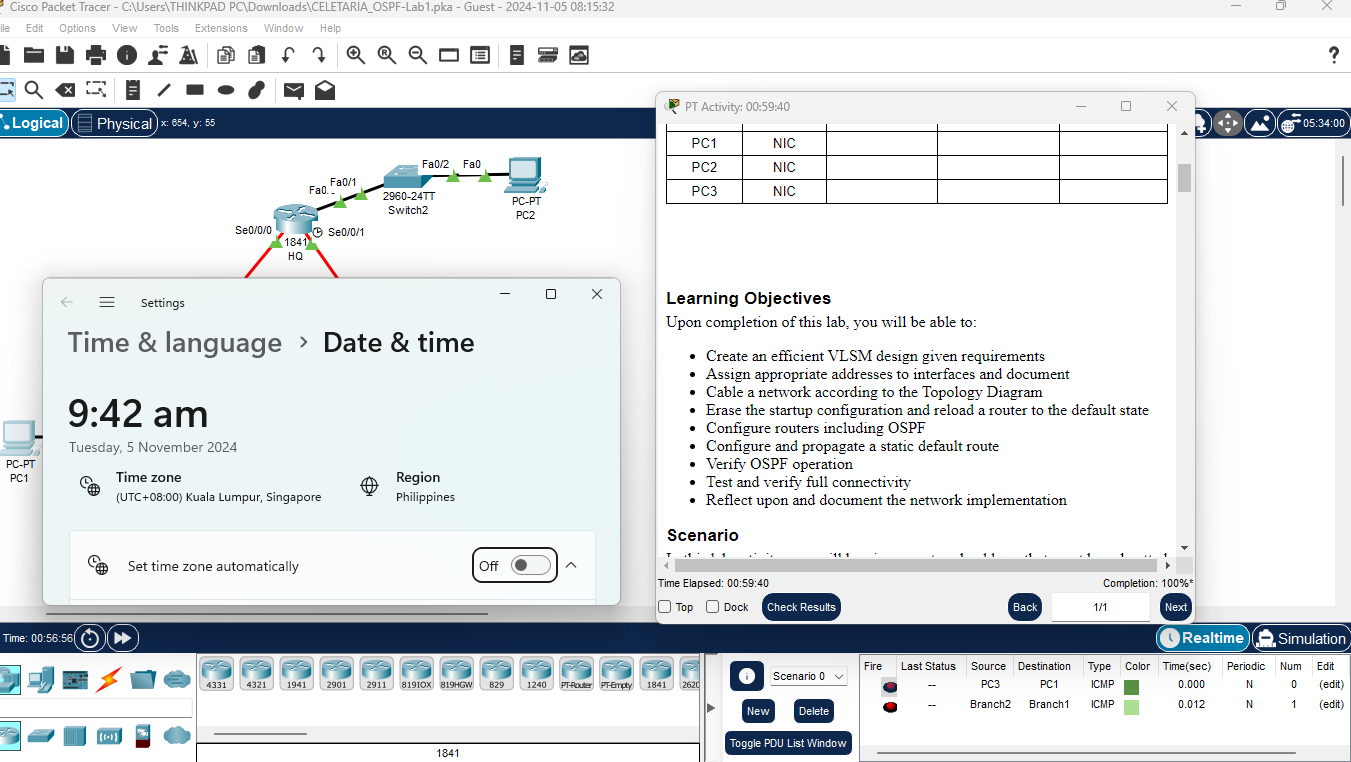 Cisco Packet Tracer - C:\Users\THINKPAD PC\Downloads\CELETARIA_OSPF-Lab1.pka - Guest - 2024-11-05 08:15:32
ile Edit Options View Tools Extensions Window Help
?
Logical Physical x: 654, y: 55
05:34:00
Fa0/2 Fa0
Fa0/1
Fa0..
2960-24TT
Switch2
PC-PT
PC2
Se0/0/0
Se0/0/1
1841
HQ
PC-PT
PC1
Settings
Time & language > Date & time
9:42 am
Tuesday, 5 November 2024
Time zone
(UTC+08:00) Kuala Lumpur, Singapore
Region
Philippines
Set time zone automatically
Off
PT Activity: 00:59:40
PC1 NIC
PC2 NIC
PC3 NIC
Learning Objectives
Upon completion of this lab, you will be able to:
• Create an efficient VLSM design given requirements
• Assign appropriate addresses to interfaces and document
• Cable a network according to the Topology Diagram
• Erase the startup configuration and reload a router to the default state
• Configure routers including OSPF
• Configure and propagate a static default route
• Verify OSPF operation
• Test and verify full connectivity
• Reflect upon and document the network implementation
Scenario
Time Elapsed: 00:59:40 Completion: 100%*
Top Dock Check Results Back 1/1 Next
Time: 00:56:56
Realtime Simulation
4331 4321 1941 2901 2911 819IOX 819HGW 829 1240 PT-Router PT-Empty 1841 2620
1841
Scenario 0
New Delete
Toggle PDU List Window
Fire Last Status Source Destination Type Color Time(sec) Periodic Num Edit
-- PC3 PC1 ICMP 0.000 N 0 (edit)
-- Branch2 Branch1 ICMP 0.012 N 1 (edit)